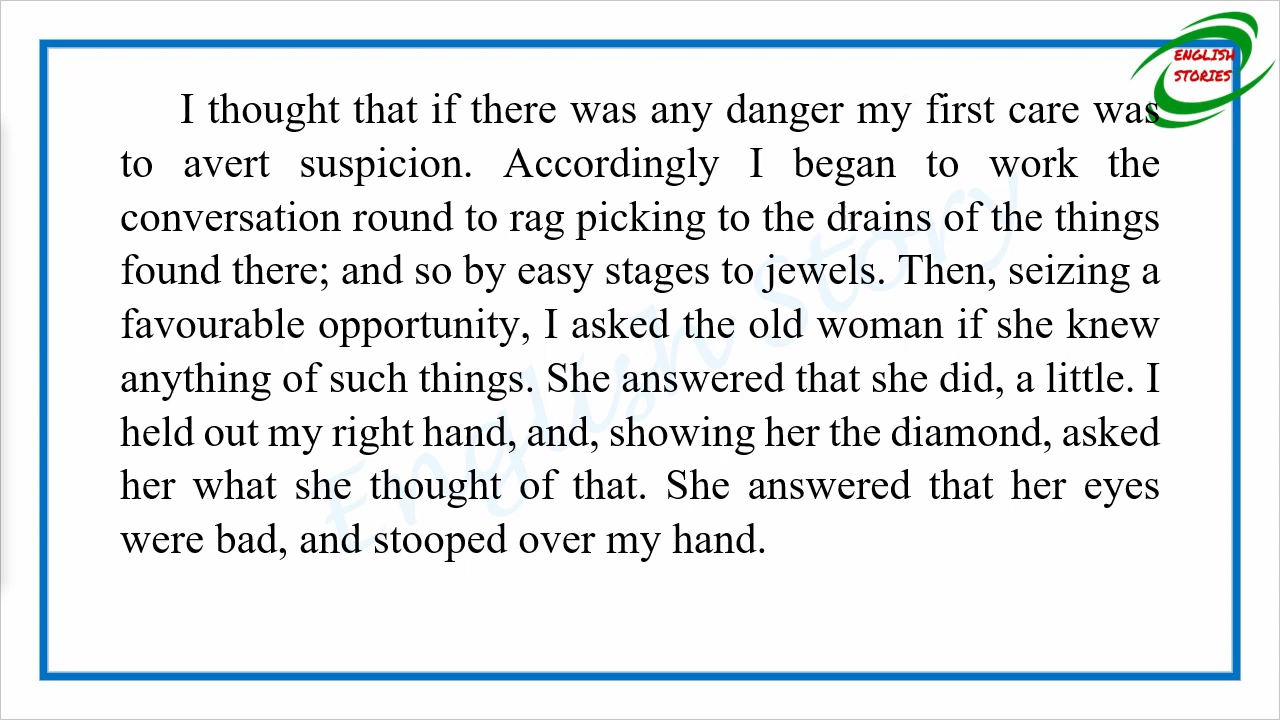 ENGLISH
STORIES
I thought that if there was any danger my first care was
to avert suspicion. Accordingly I began to work the
conversation round to rag picking to the drains of the things
found there; and so by easy stages to jewels. Then, seizing a
favourable opportunity, I asked the old woman if she knew
anything of such things. She answered that she did, a little. I
held out my right hand, and, showing her the diamond, asked
her what she thought of that. She answered that her eyes
were bad, and stooped over my hand.
English Story